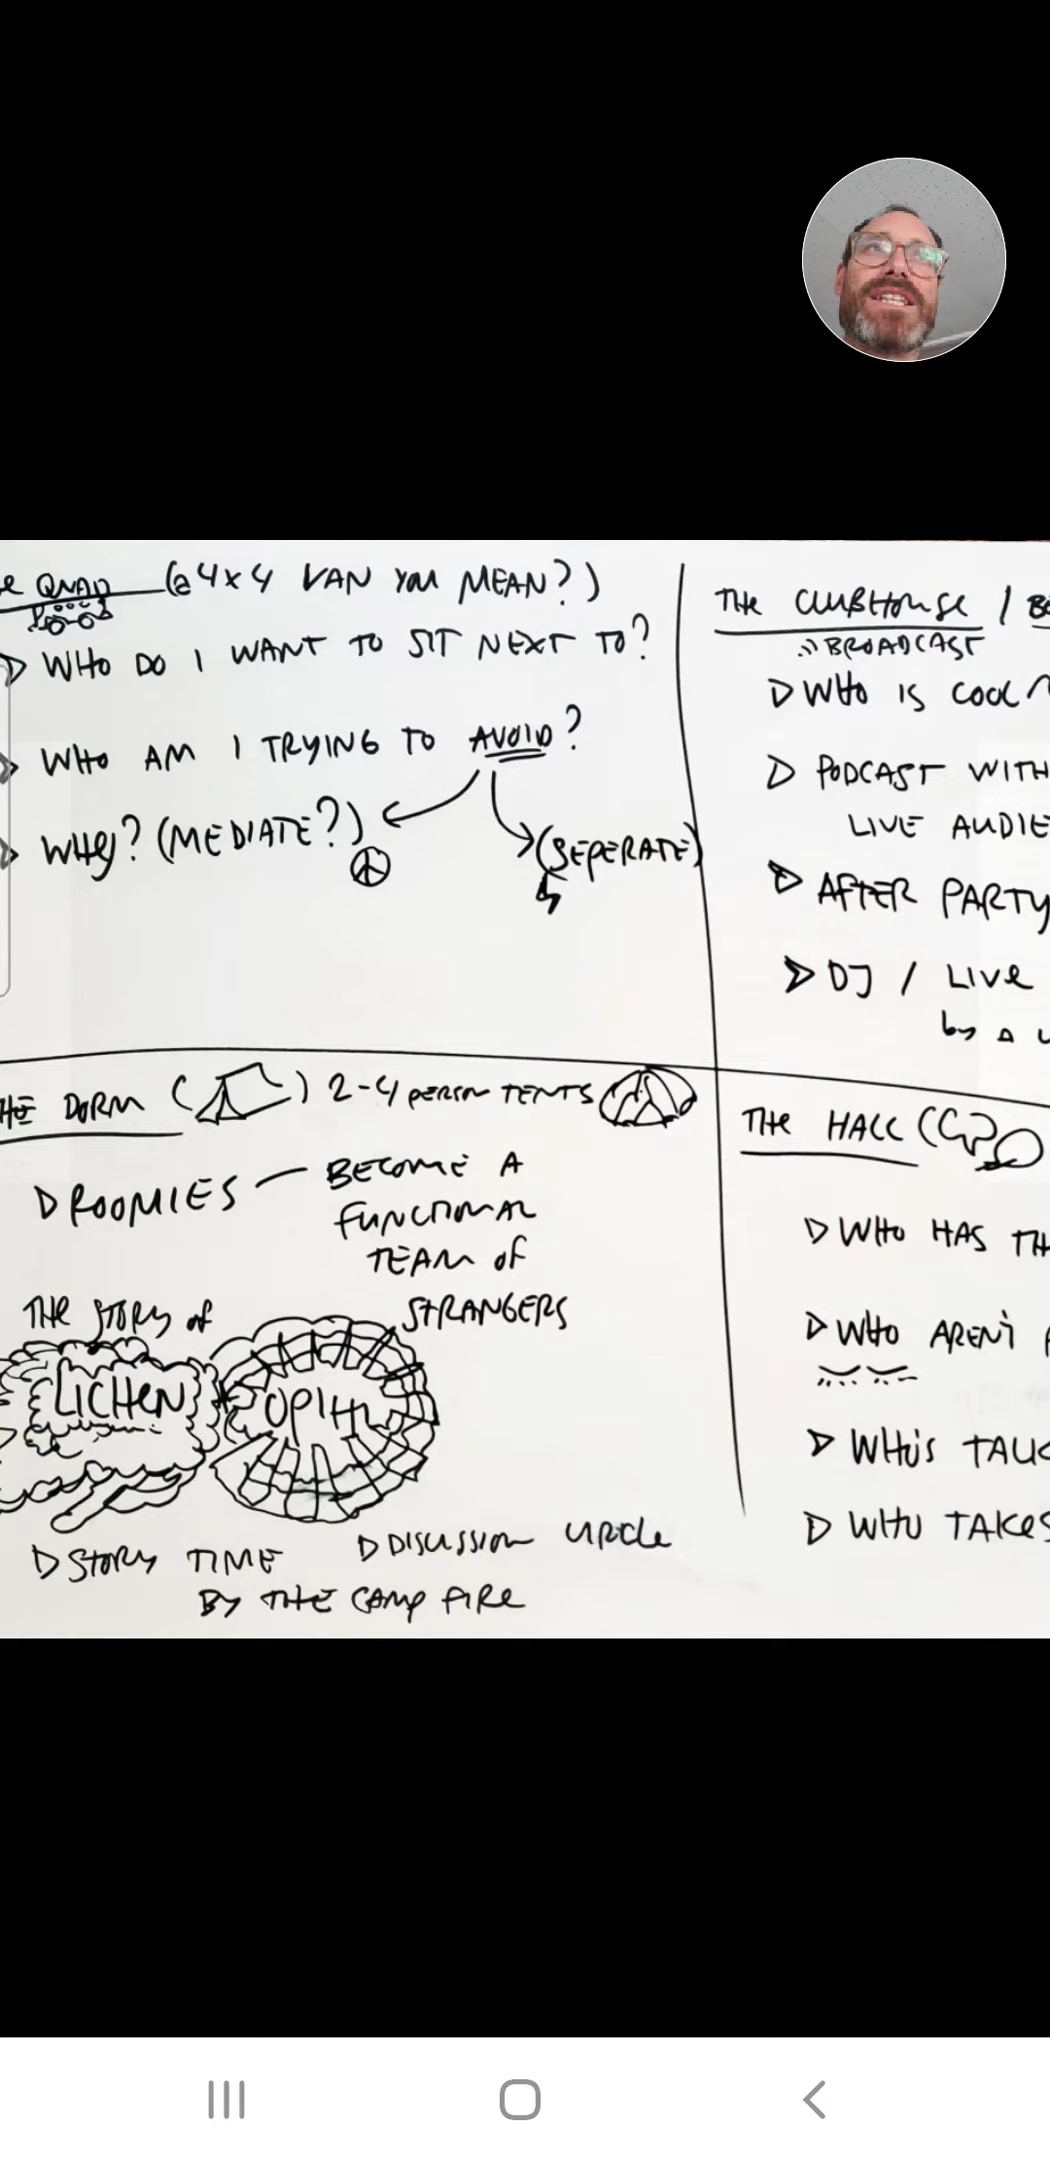 QUAD (a 4x4 VAN YOU MEAN?)
WHO DO I WANT TO SIT NEXT TO?
WHO AM I TRYING TO AVOID?
WHY? (MEDIATE?)
(SEPERATE)
THE CLUBHOUSE /
BROADCAST
WHO IS COOL
PODCAST WITH
LIVE AUDIE
AFTER PARTY
DJ / LIVE
by A
THE DORM ( ) 2-4 PERSON TENTS
ROOMIES — BECOME A
FUNCTIONAL
TEAM OF
STRANGERS
THE STORY of
LICHEN
STORY TIME
BY THE CAMP FIRE
DISCUSSION CIRCLE
THE HALL (
WHO HAS TH
WHO AREN'T
WHO'S TALK
WHO TAKES